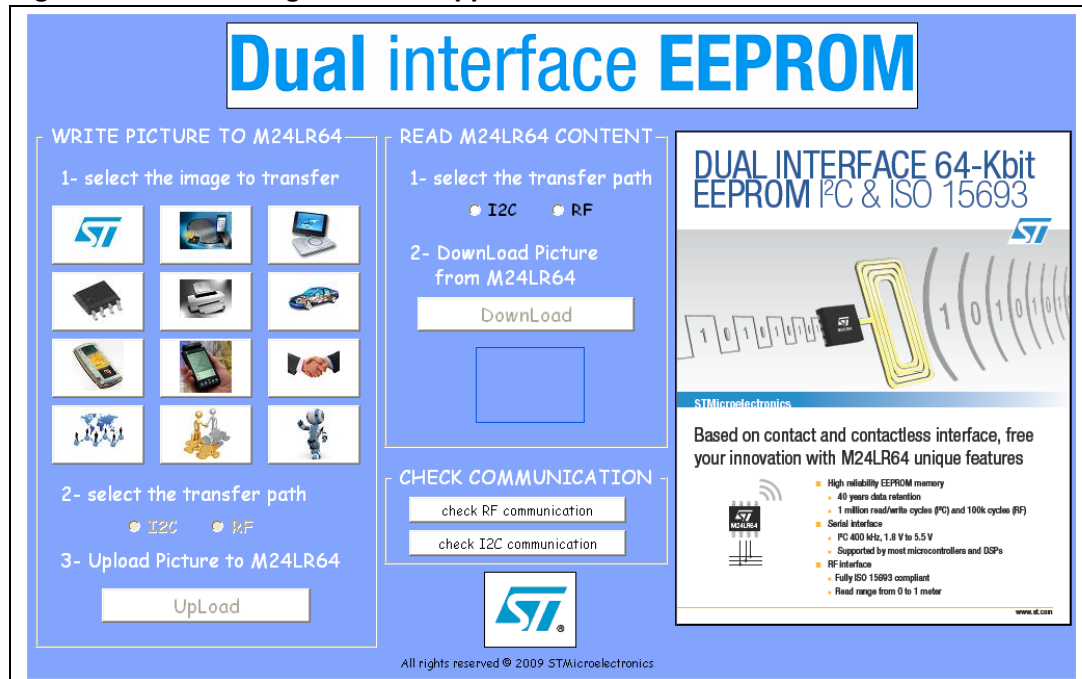 Dual interface EEPROM
WRITE PICTURE TO M24LR64
1- select the image to transfer
ST
2- select the transfer path
I2C RF
3- Upload Picture to M24LR64
UpLoad
READ M24LR64 CONTENT
1- select the transfer path
I2C RF
2- DownLoad Picture
from M24LR64
DownLoad
CHECK COMMUNICATION
check RF communication
check I2C communication
ST®
All rights reserved © 2009 STMicroelectronics
DUAL INTERFACE 64-Kbit
EEPROM I²C & ISO 15693
ST
STMicroelectronics
Based on contact and contactless interface, free
your innovation with M24LR64 unique features
ST
M24LR64
High reliability EEPROM memory
40 years data retention
1 million read/write cycles (I²C) and 100k cycles (RF)
Serial interface
I²C 400 kHz, 1.8 V to 5.5 V
Supported by most microcontrollers and DSPs
RF interface
Fully ISO 15693 compliant
Read range from 0 to 1 meter
www.st.com